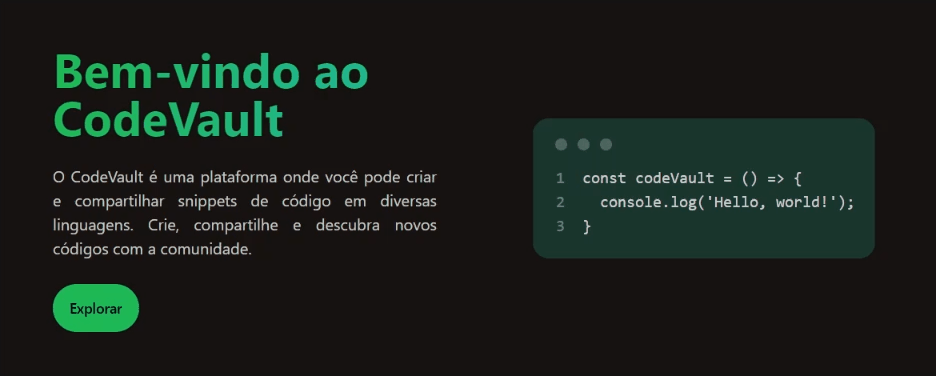 Bem-vindo ao
CodeVault
O CodeVault é uma plataforma onde você pode criar
e compartilhar snippets de código em diversas
linguagens. Crie, compartilhe e descubra novos
códigos com a comunidade.
Explorar
1 const codeVault = () => {
2   console.log('Hello, world!');
3 }